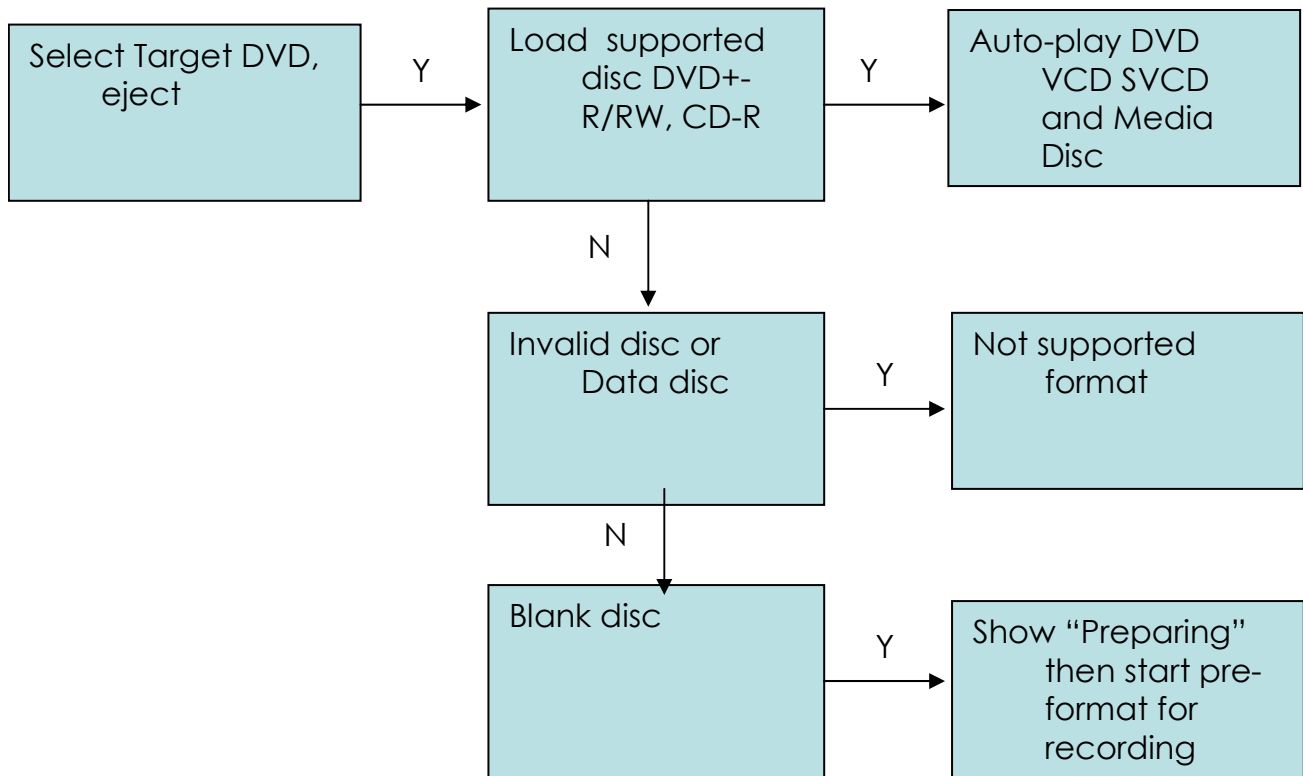 Select Target DVD,
eject
Y
Load supported
disc DVD+-
R/RW, CD-R
Y
Auto-play DVD
VCD SVCD
and Media
Disc
N
Invalid disc or
Data disc
Y
Not supported
format
N
Blank disc
Y
Show “Preparing”
then start pre-
format for
recording